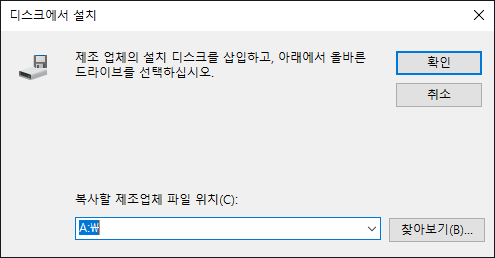 디스크에서 설치
제조 업체의 설치 디스크를 삽입하고, 아래에서 올바른
드라이브를 선택하십시오.
확인
취소
복사할 제조업체 파일 위치(C):
A:₩
찾아보기(B)...